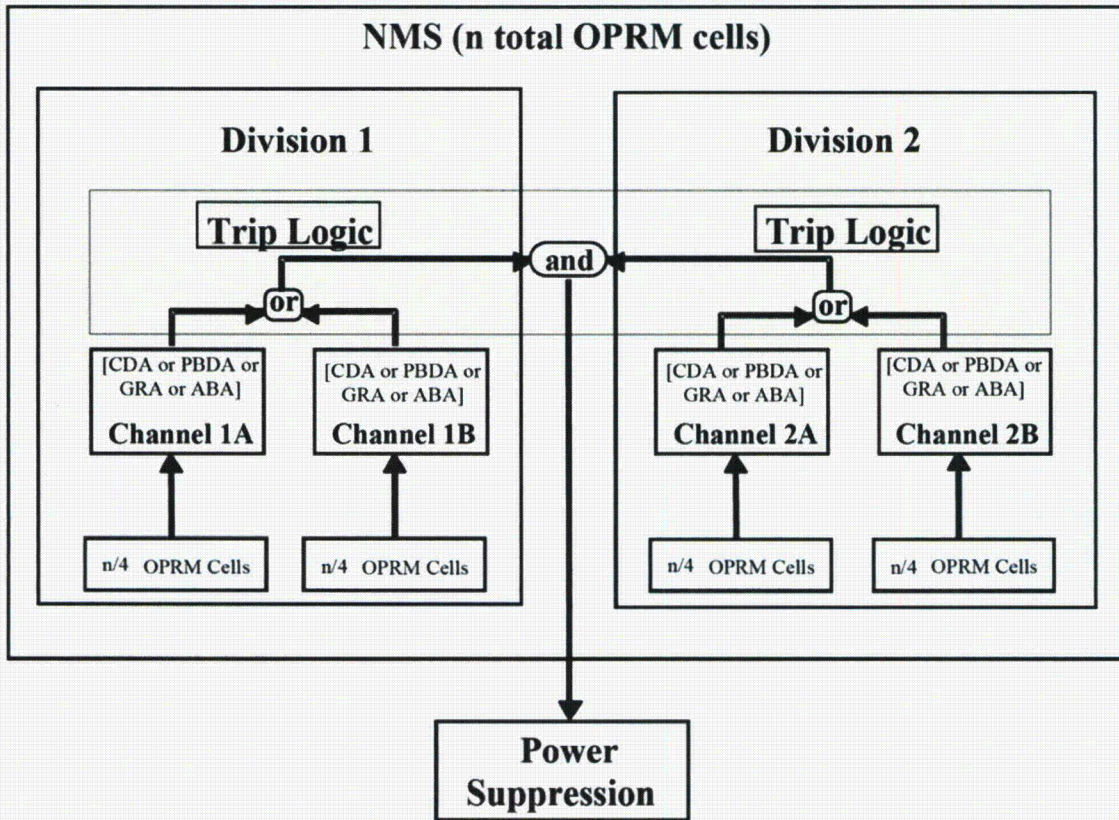 NMS (n total OPRM cells)
Division 1
Division 2
Trip Logic
Trip Logic
and
or
or
[CDA or PBDA or
GRA or ABA]
Channel 1A
[CDA or PBDA or
GRA or ABA]
Channel 1B
[CDA or PBDA or
GRA or ABA]
Channel 2A
[CDA or PBDA or
GRA or ABA]
Channel 2B
n/4 OPRM Cells
n/4 OPRM Cells
n/4 OPRM Cells
n/4 OPRM Cells
Power
Suppression